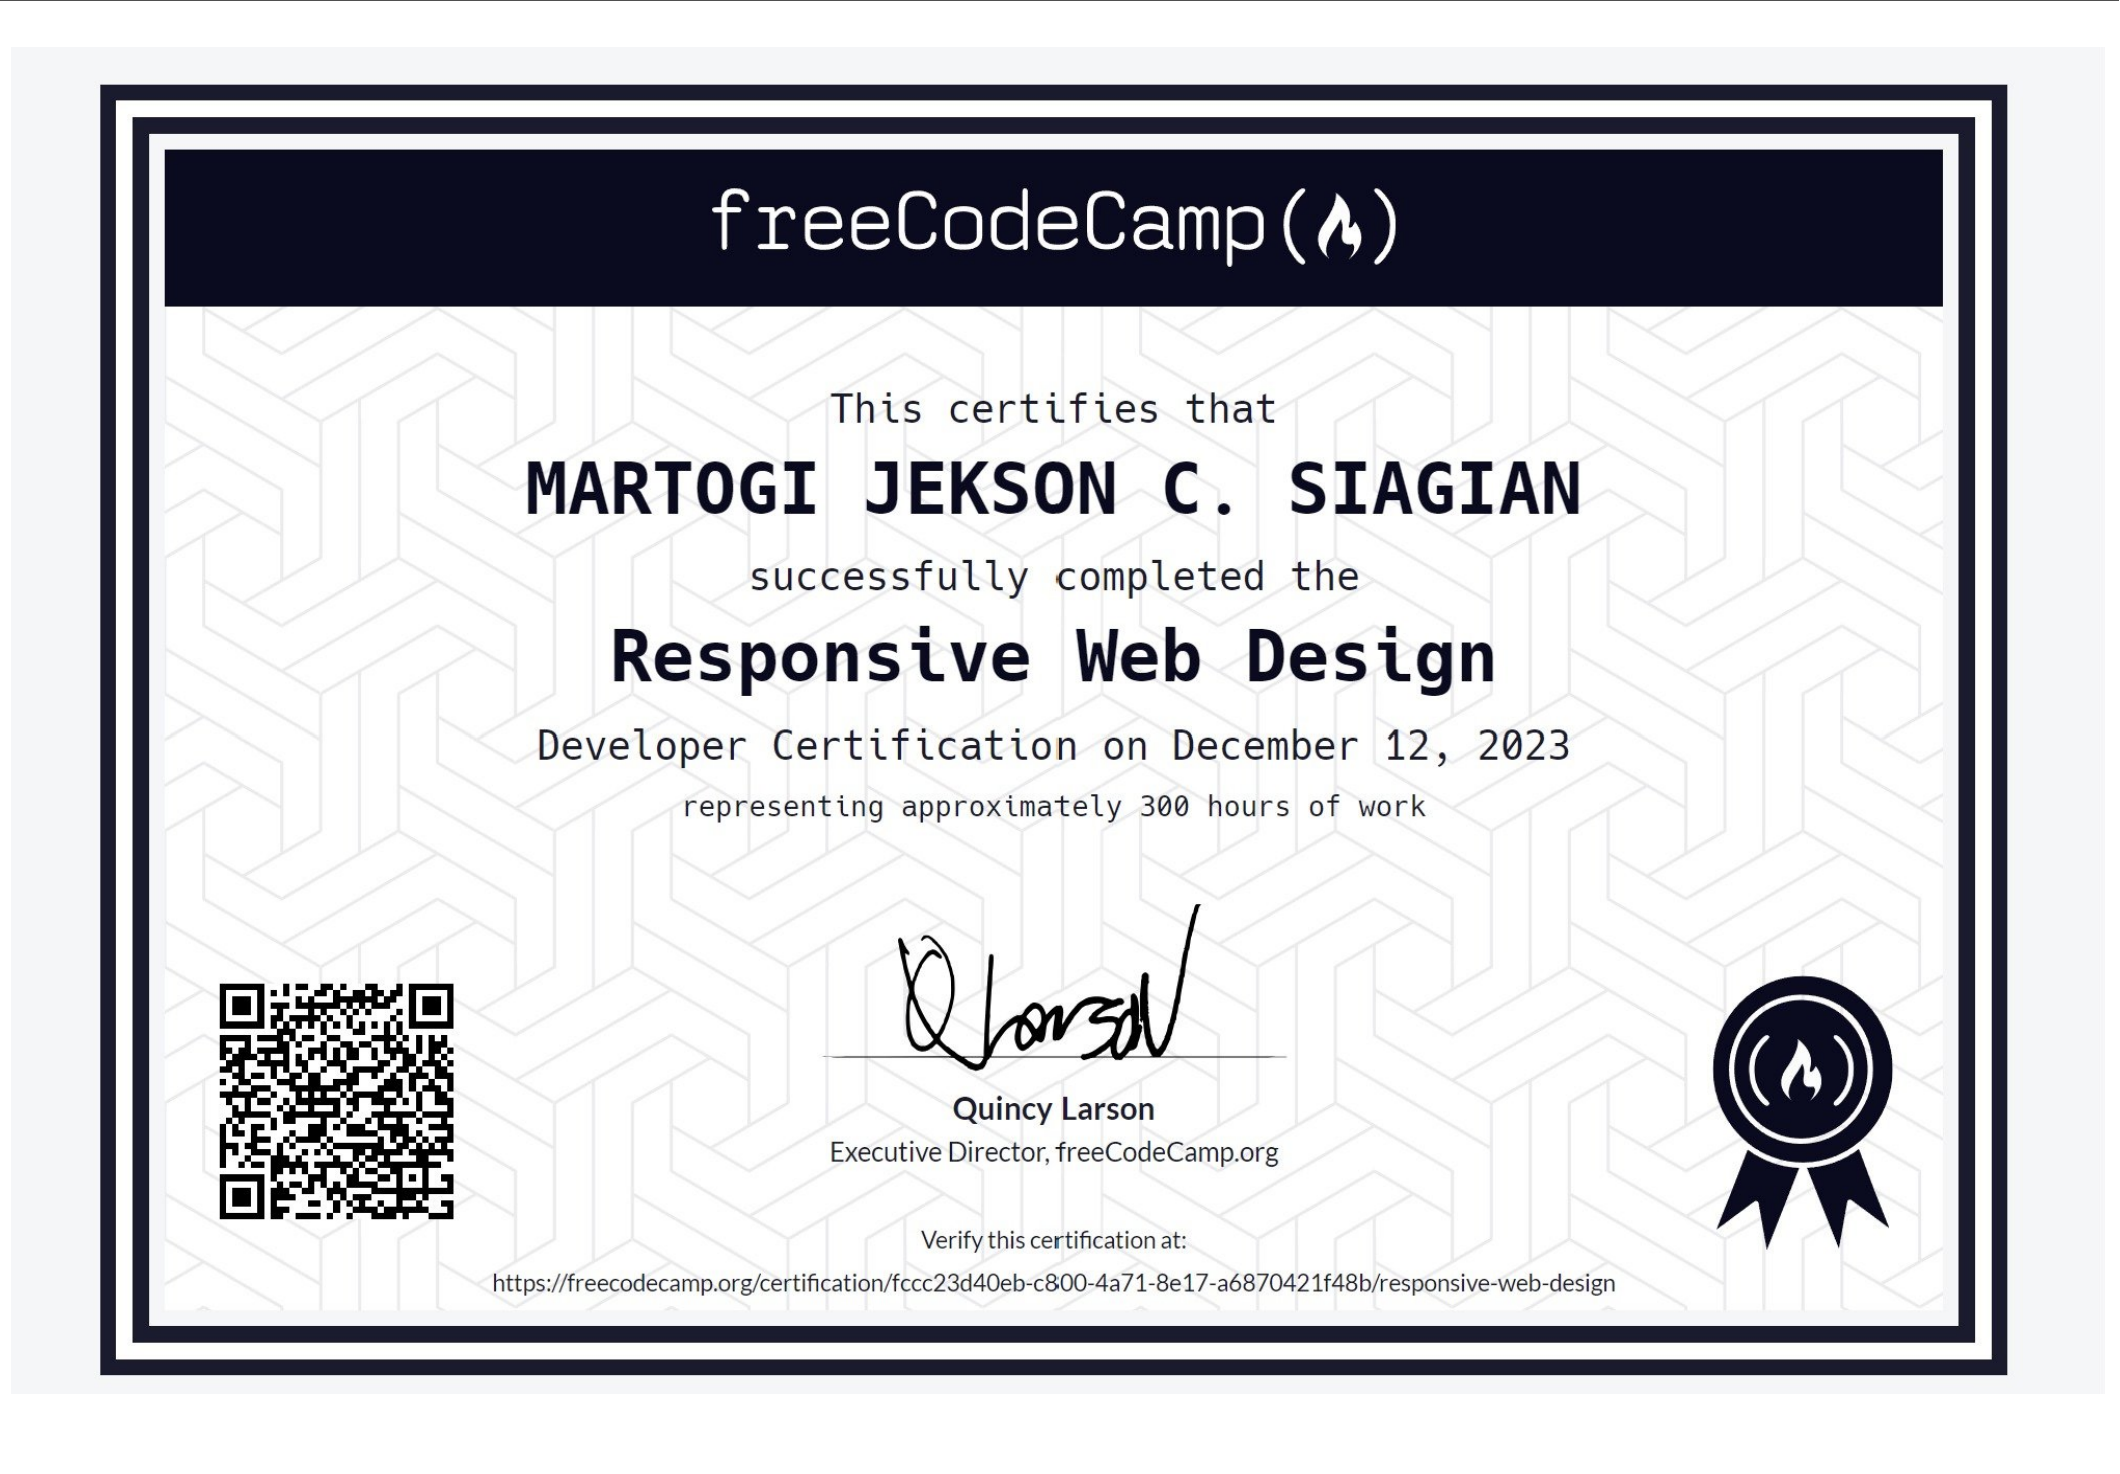 freeCodeCamp
This certifies that
MARTOGI JEKSON C. SIAGIAN
successfully completed the
Responsive Web Design
Developer Certification on December 12, 2023
representing approximately 300 hours of work
Quincy Larson
Executive Director, freeCodeCamp.org
Verify this certification at:
https://freecodecamp.org/certification/fccc23d40eb-c800-4a71-8e17-a6870421f48b/responsive-web-design